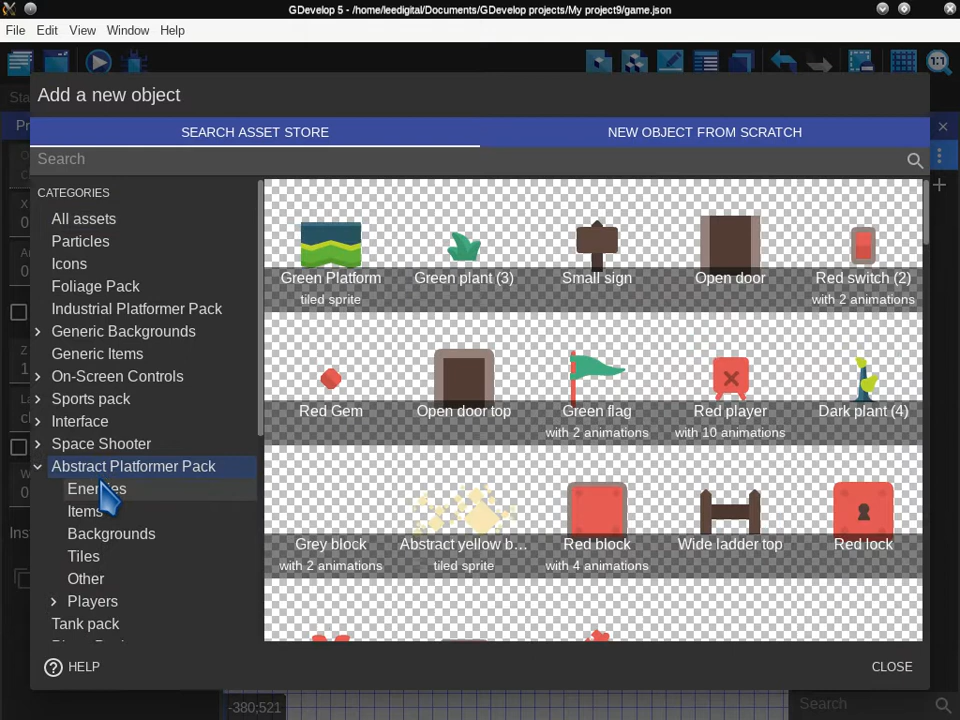 GDevelop 5 - /home/leedigital/Documents/GDevelop projects/My project9/game.json
File Edit View Window Help
1:1
Add a new object
SEARCH ASSET STORE
NEW OBJECT FROM SCRATCH
Search
CATEGORIES
All assets
Particles
Icons
Foliage Pack
Industrial Platformer Pack
Generic Backgrounds
Generic Items
On-Screen Controls
Sports pack
Interface
Space Shooter
Abstract Platformer Pack
Enemies
Items
Backgrounds
Tiles
Other
Players
Tank pack
Green Platform
tiled sprite
Green plant (3)
Small sign
Open door
Red switch (2)
with 2 animations
Red Gem
Open door top
Green flag
with 2 animations
Red player
with 10 animations
Dark plant (4)
Grey block
with 2 animations
Abstract yellow b...
tiled sprite
Red block
with 4 animations
Wide ladder top
Red lock
? HELP
CLOSE
-380;521
Search